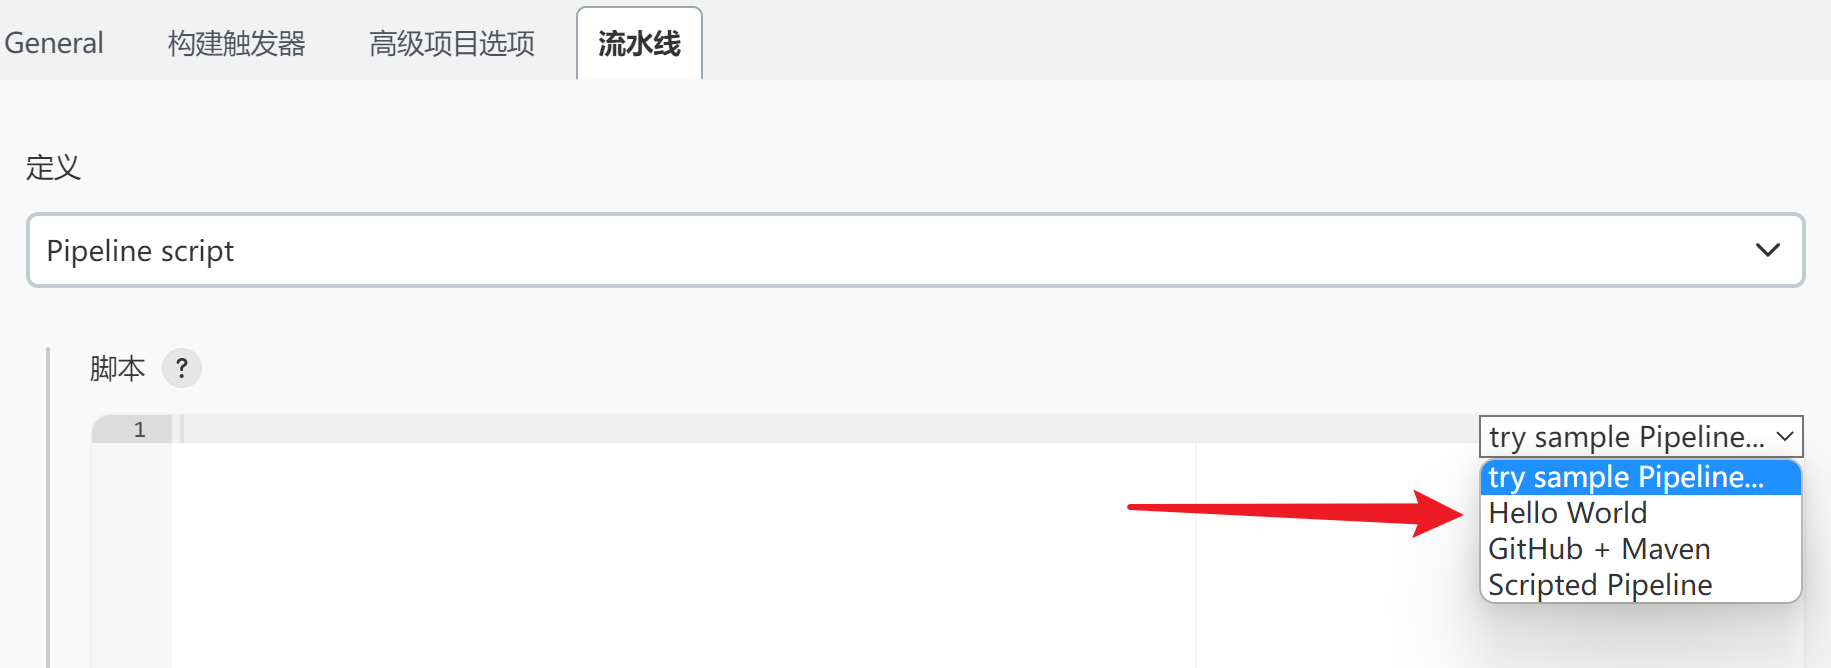 General 构建触发器 高级项目选项 流水线
定义
Pipeline script
脚本 ?
1
try sample Pipeline...
try sample Pipeline...
Hello World
GitHub + Maven
Scripted Pipeline